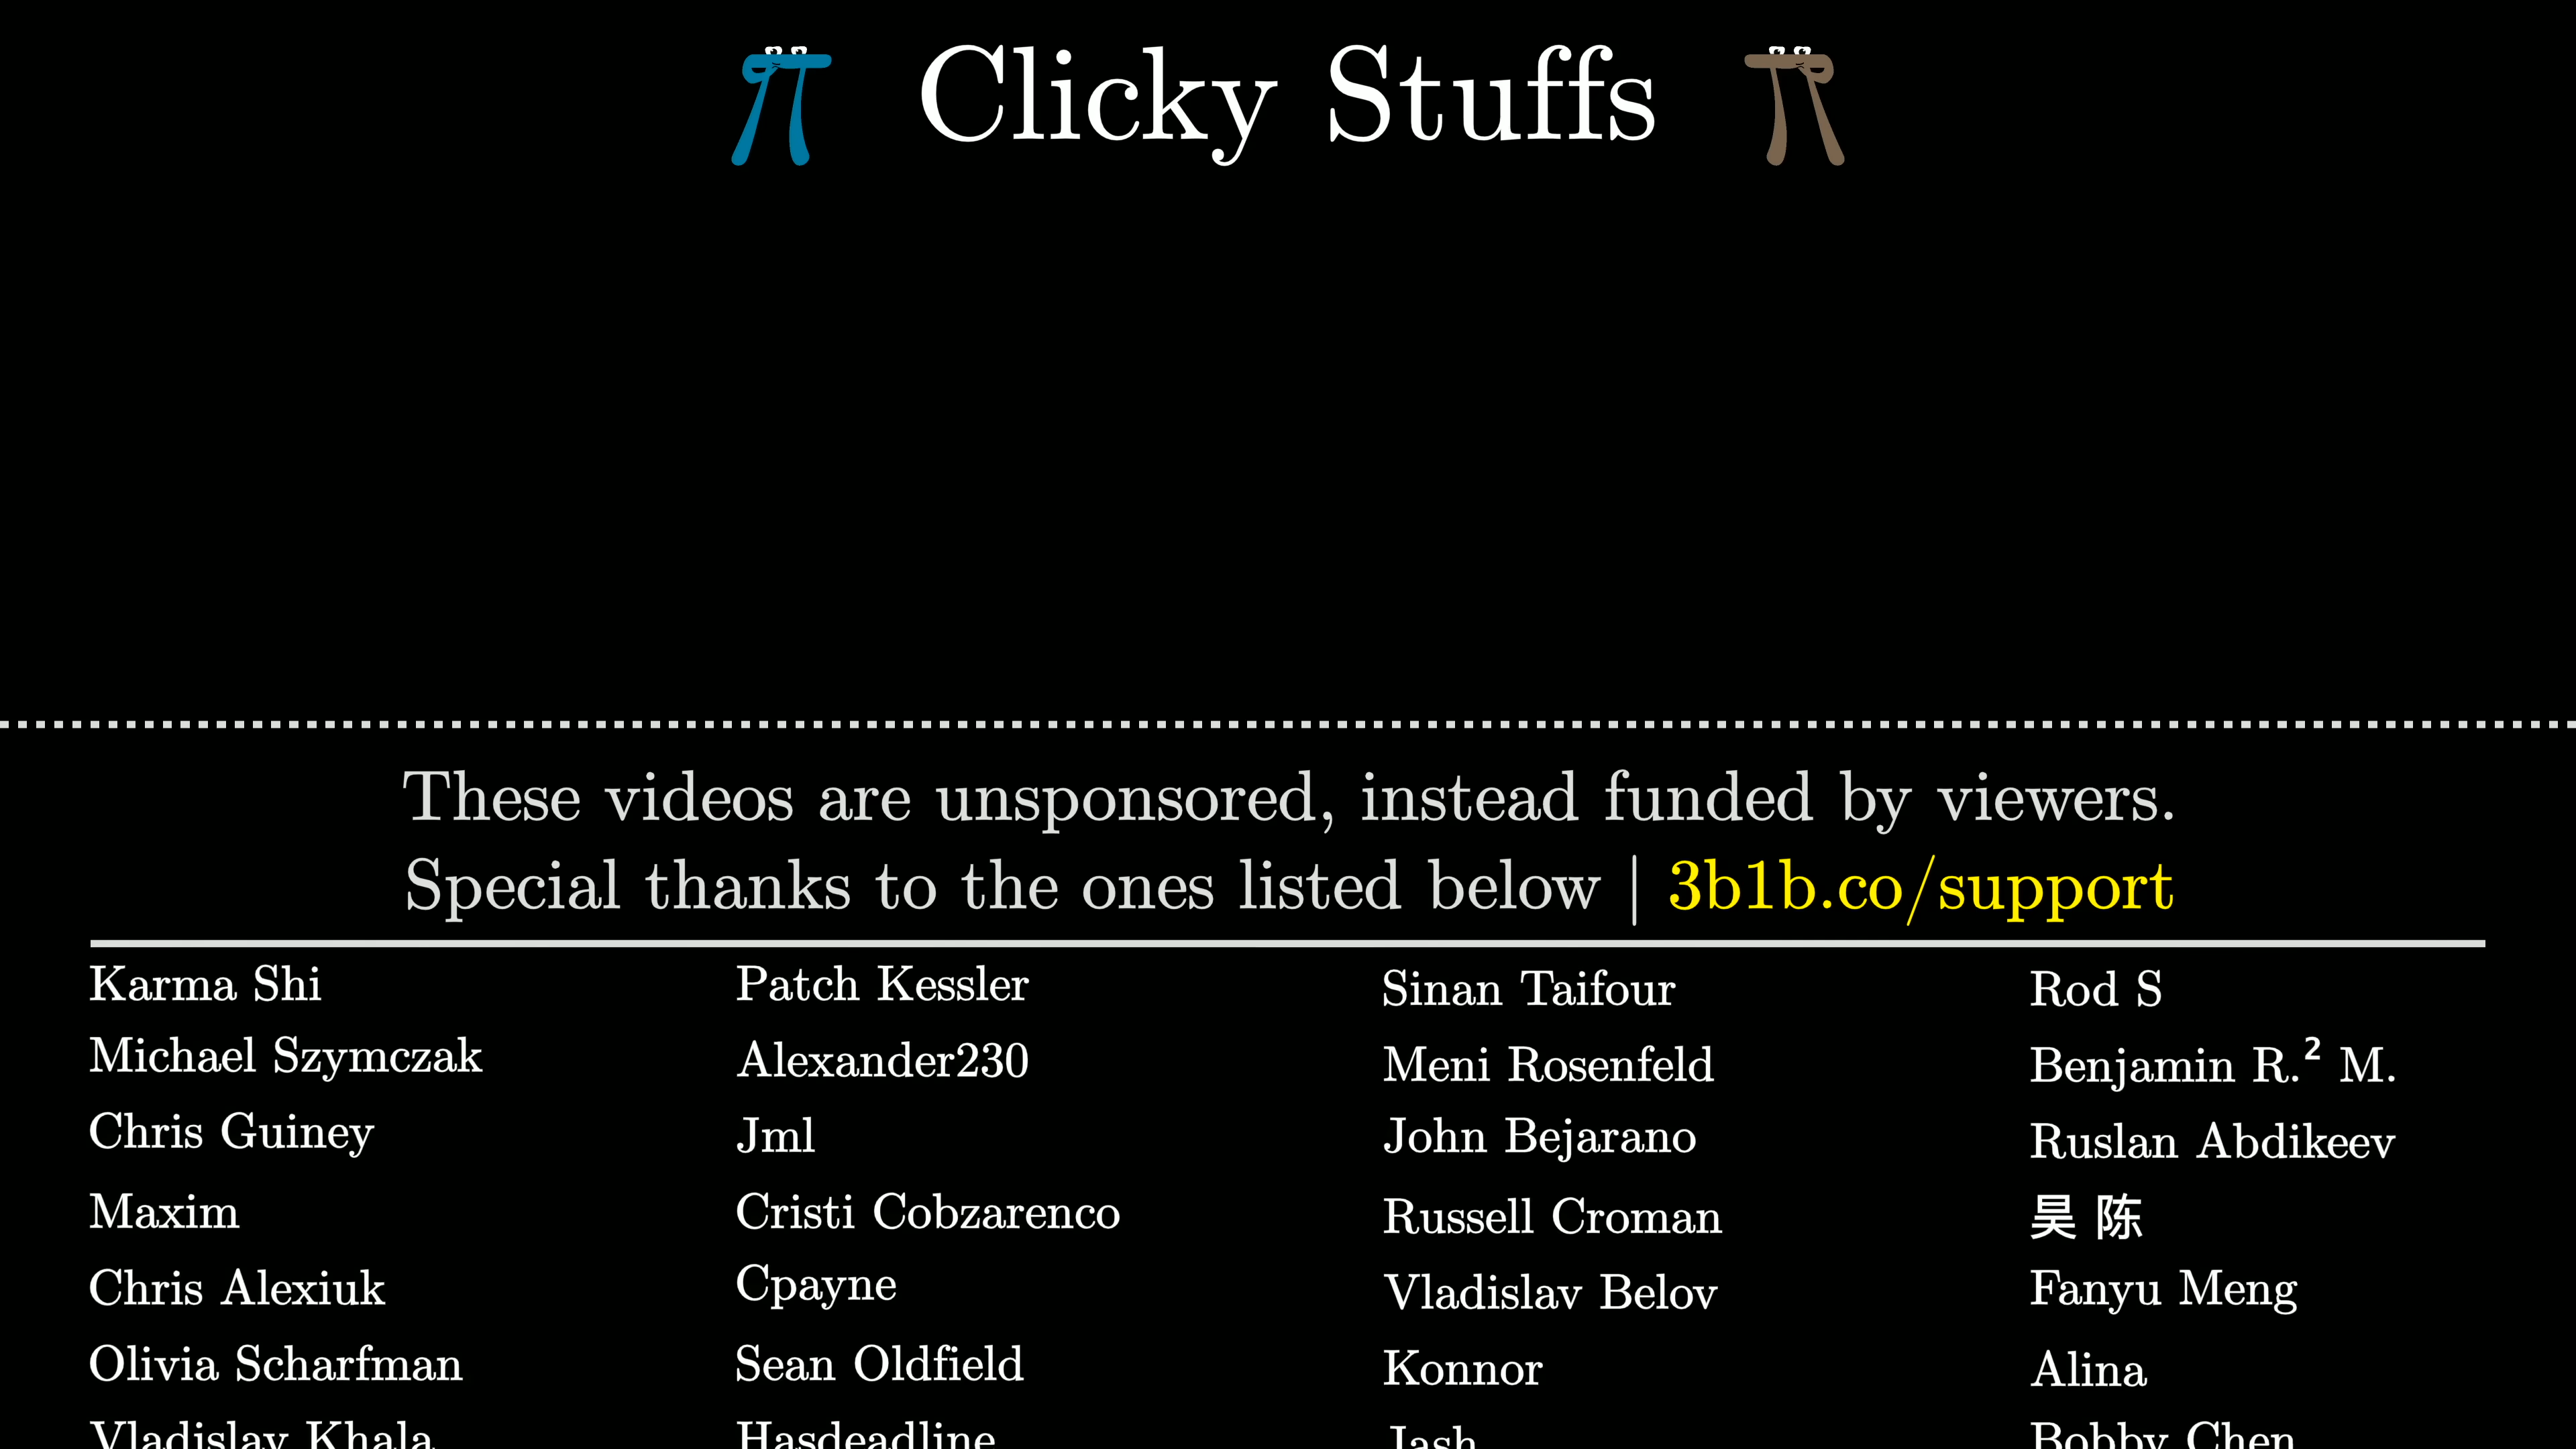 Clicky Stuffs
These videos are unsponsored, instead funded by viewers.
Special thanks to the ones listed below | 3b1b.co/support
Karma Shi
Michael Szymczak
Chris Guiney
Maxim
Chris Alexiuk
Olivia Scharfman
Vladislav Khala
Patch Kessler
Alexander230
Jml
Cristi Cobzarenco
Cpayne
Sean Oldfield
Hasdeadline
Sinan Taifour
Meni Rosenfeld
John Bejarano
Russell Croman
Vladislav Belov
Konnor
Jash
Rod S
Benjamin R.² M.
Ruslan Abdikeev
昊 陈
Fanyu Meng
Alina
Bobby Chen